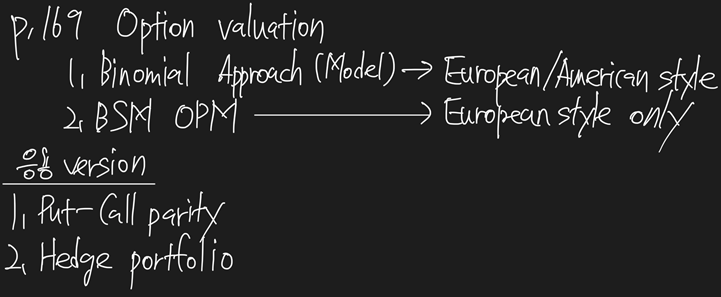 p.169 Option valuation
1. Binomial Approach (Model) → European/American style
2. BSM OPM → European style only
응용 version
1. Put-Call parity
2. Hedge portfolio